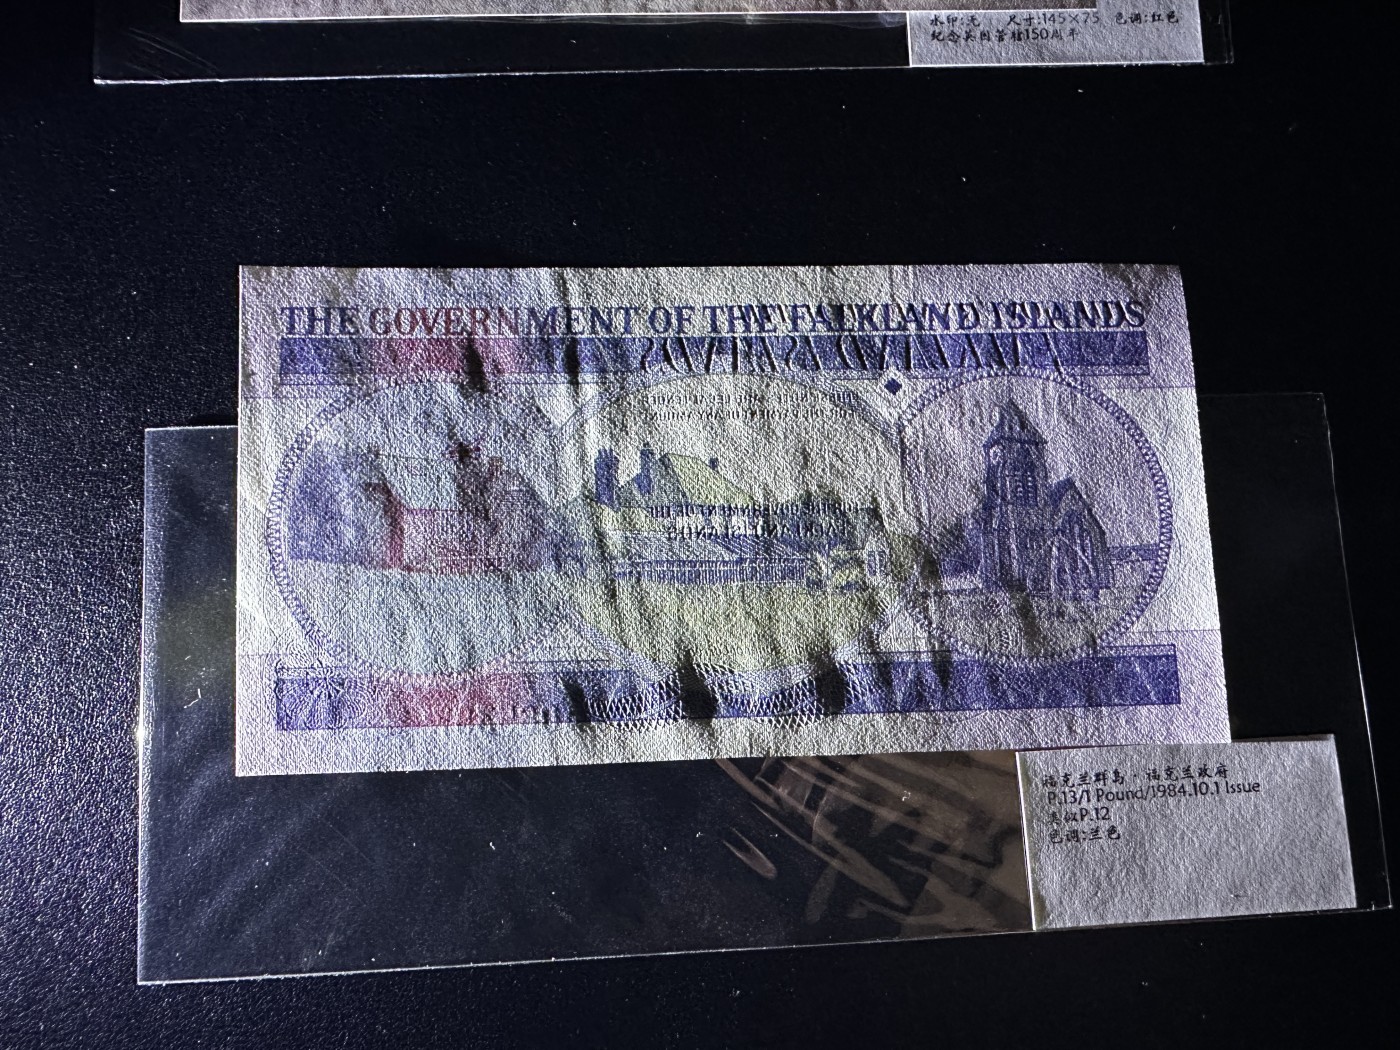 水印:无 尺寸:145×75 色调:红色
纪念英国管辖150周年
THE GOVERNMENT OF THE FALKLAND ISLANDS
福克兰群岛·福克兰政府
P.13/1 Pound/1984.10.1 Issue
类似P.12
色调:兰色